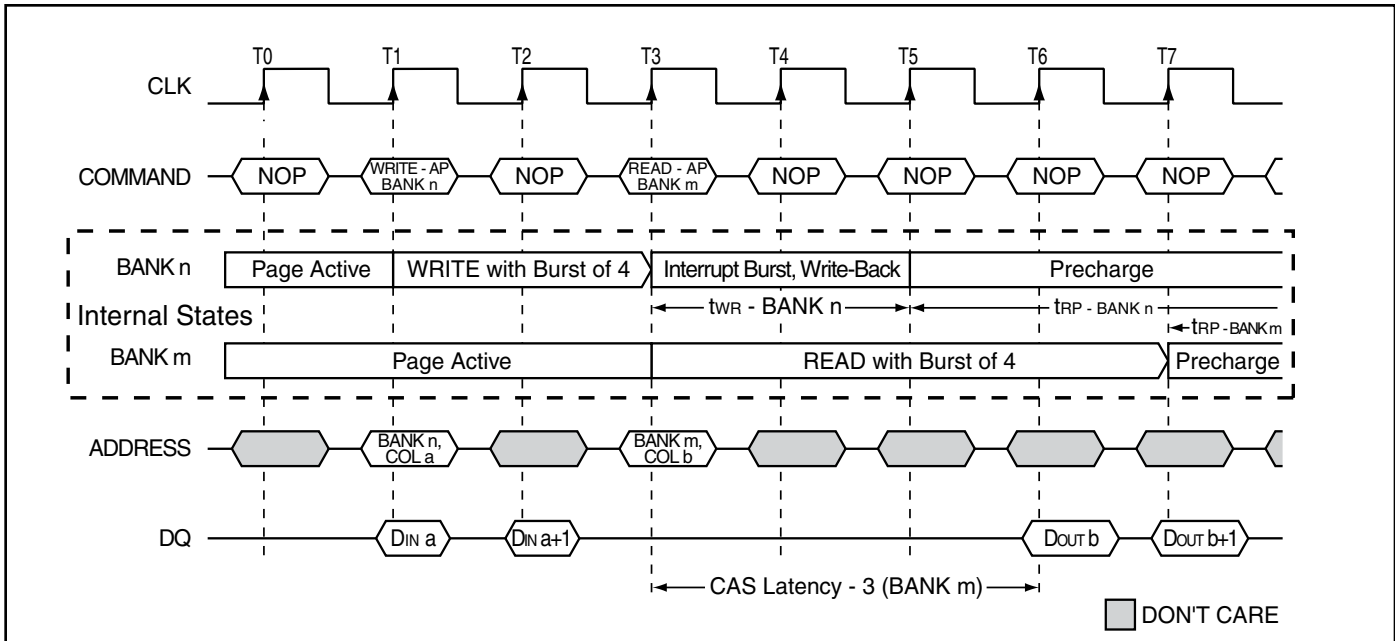 T0 T1 T2 T3 T4 T5 T6 T7
CLK
COMMAND NOP WRITE - AP BANK n NOP READ - AP BANK m NOP NOP NOP NOP
BANK n Page Active WRITE with Burst of 4 Interrupt Burst, Write-Back Precharge
tWR - BANK n tRP - BANK n
Internal States
tRP - BANK m
BANK m Page Active READ with Burst of 4 Precharge
ADDRESS BANK n, COL a BANK m, COL b
DQ DIN a DIN a+1 DOUT b DOUT b+1
CAS Latency - 3 (BANK m)
DON'T CARE